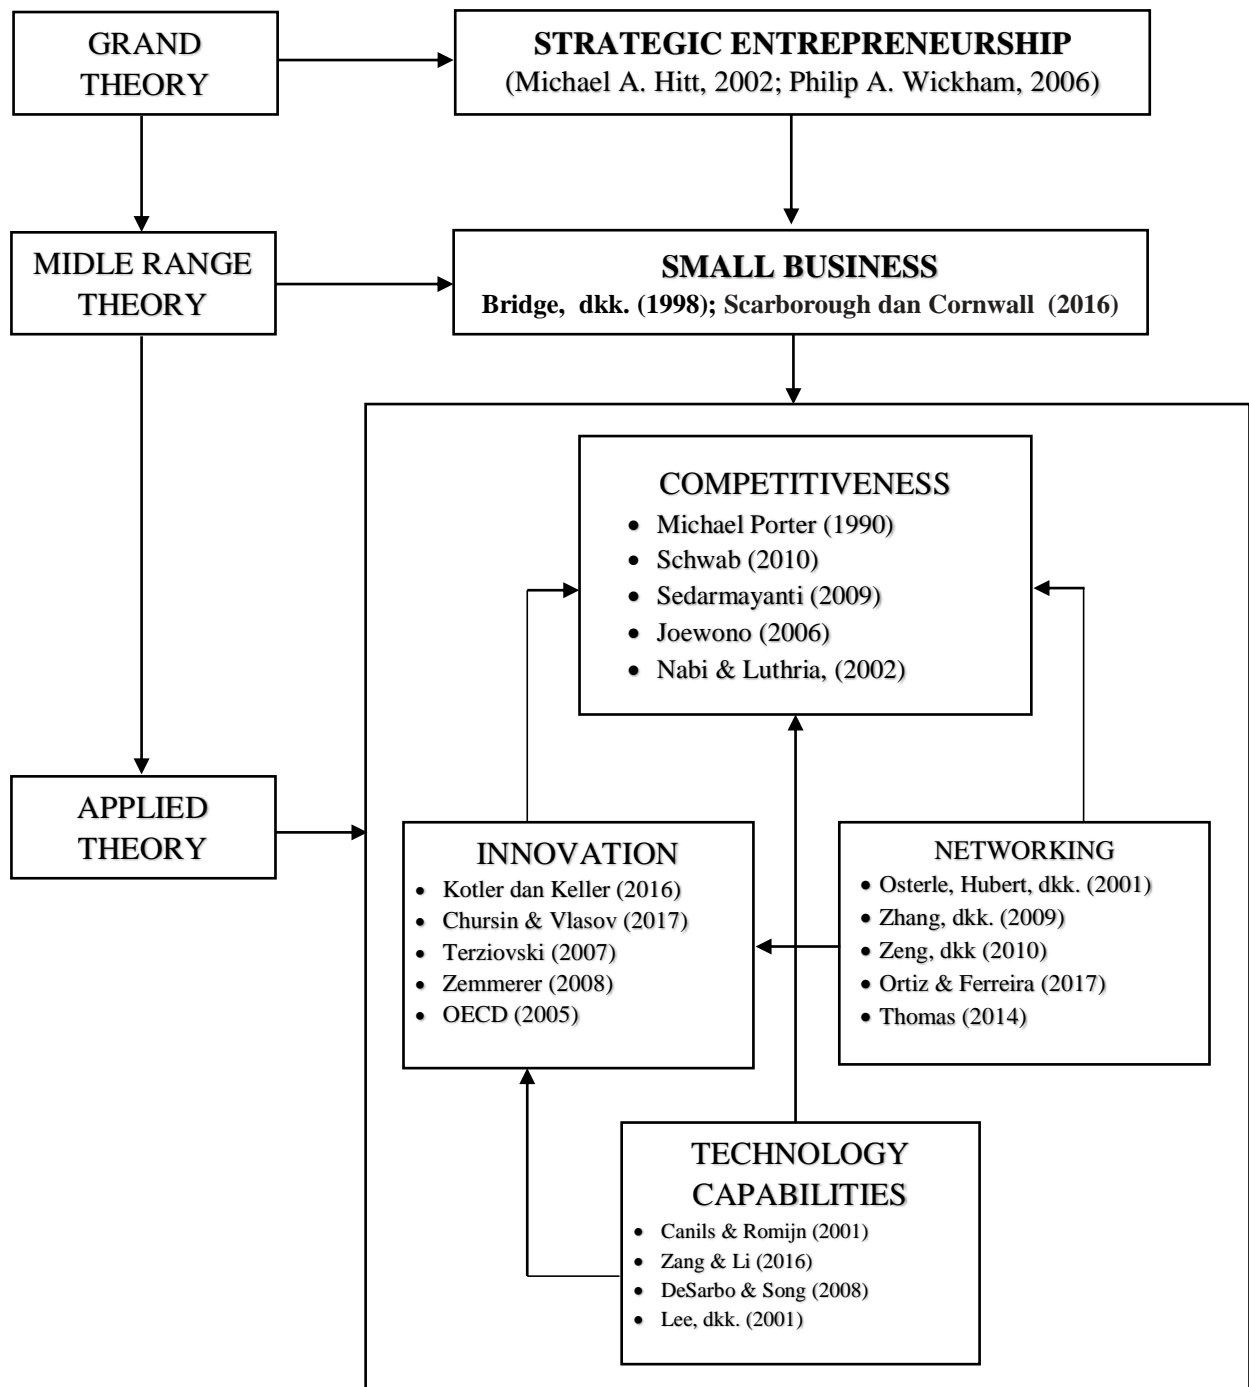 GRAND
THEORY
STRATEGIC ENTREPRENEURSHIP
(Michael A. Hitt, 2002; Philip A. Wickham, 2006)
MIDLE RANGE
THEORY
SMALL BUSINESS
Bridge, dkk. (1998); Scarborough dan Cornwall (2016)
COMPETITIVENESS
• Michael Porter (1990)
• Schwab (2010)
• Sedarmayanti (2009)
• Joewono (2006)
• Nabi & Luthria, (2002)
APPLIED
THEORY
INNOVATION
• Kotler dan Keller (2016)
• Chursin & Vlasov (2017)
• Terziovski (2007)
• Zemmerer (2008)
• OECD (2005)
NETWORKING
• Osterle, Hubert, dkk. (2001)
• Zhang, dkk. (2009)
• Zeng, dkk (2010)
• Ortiz & Ferreira (2017)
• Thomas (2014)
TECHNOLOGY
CAPABILITIES
• Canils & Romijn (2001)
• Zang & Li (2016)
• DeSarbo & Song (2008)
• Lee, dkk. (2001)